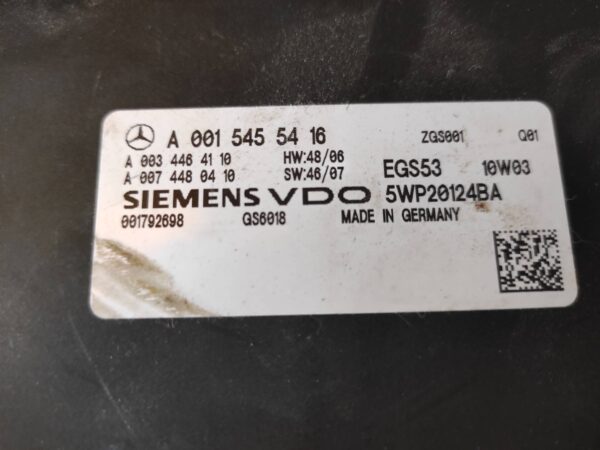 A 001 545 54 16 ZGS001 Q01
A 003 446 41 10 HW:48/06
A 007 448 04 10 SW:46/07 EGS53 10W03
SIEMENS VDO 5WP20124BA
001792698 GS6018 MADE IN GERMANY